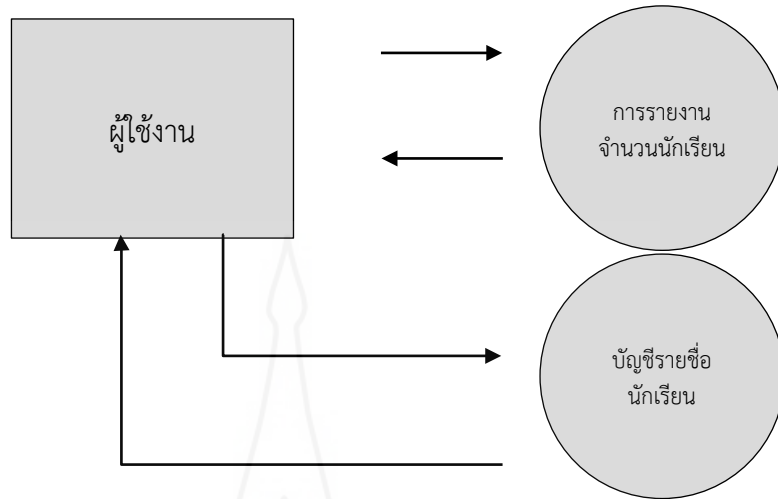 ผู้ใช้งาน
การรายงาน
จำนวนนักเรียน
บัญชีรายชื่อ
นักเรียน